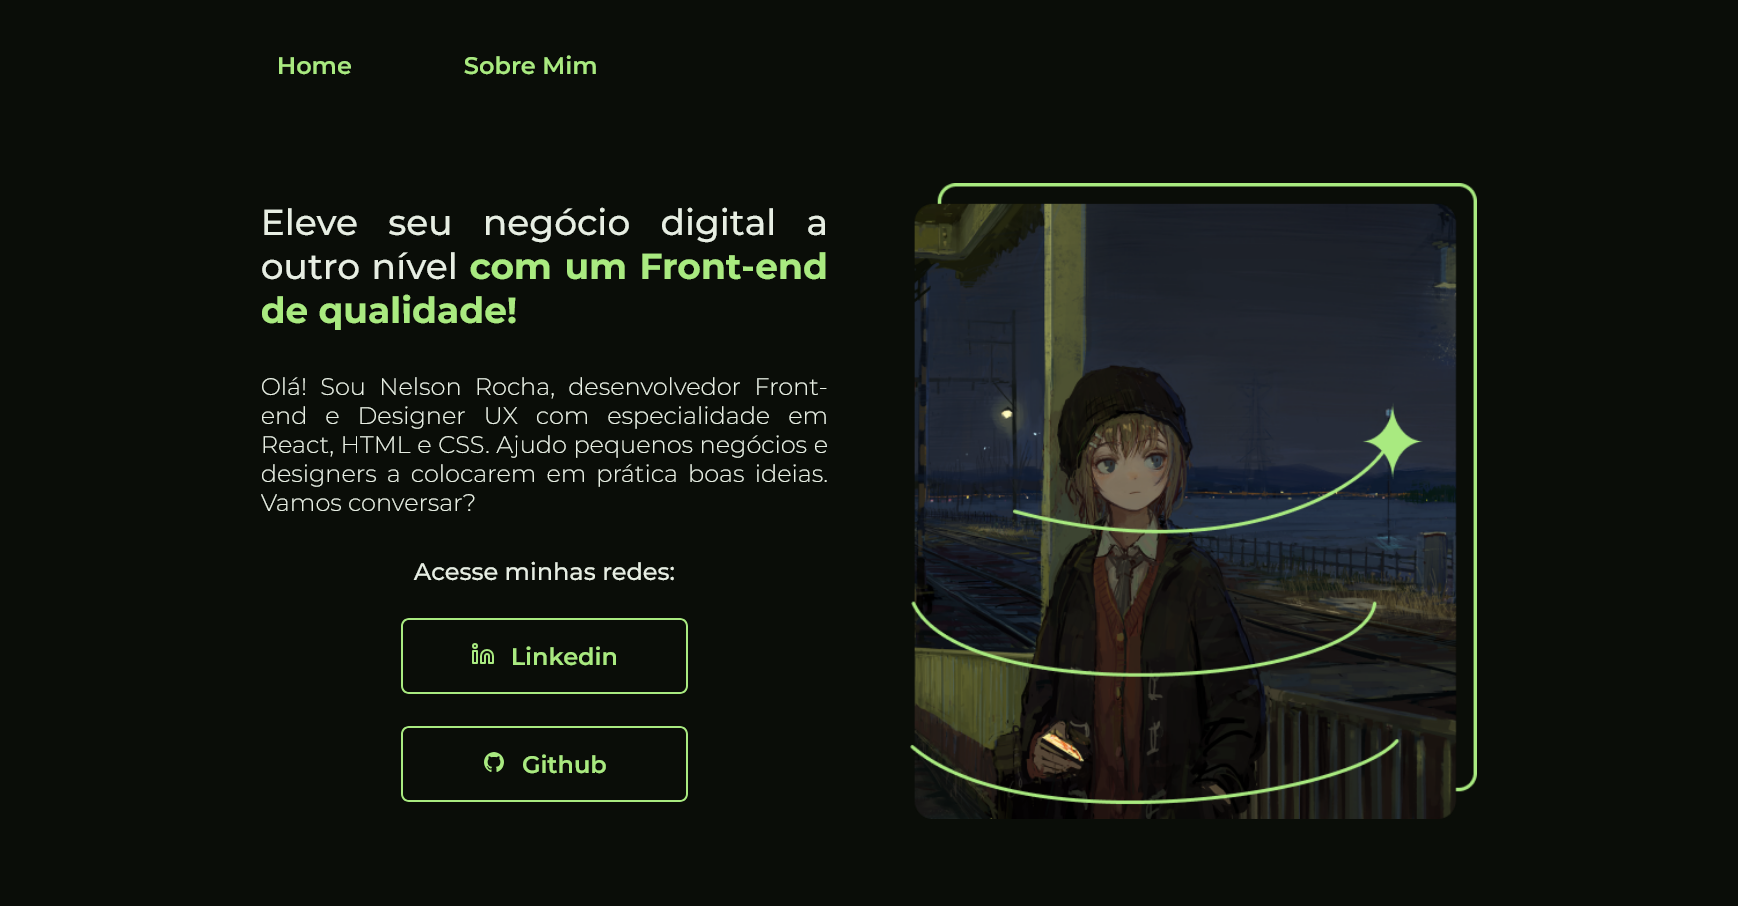 Home
Sobre Mim
Eleve seu negócio digital a
outro nível com um Front-end
de qualidade!
Olá! Sou Nelson Rocha, desenvolvedor Front-
end e Designer UX com especialidade em
React, HTML e CSS. Ajudo pequenos negócios e
designers a colocarem em prática boas ideias.
Vamos conversar?
Acesse minhas redes:
Linkedin
Github